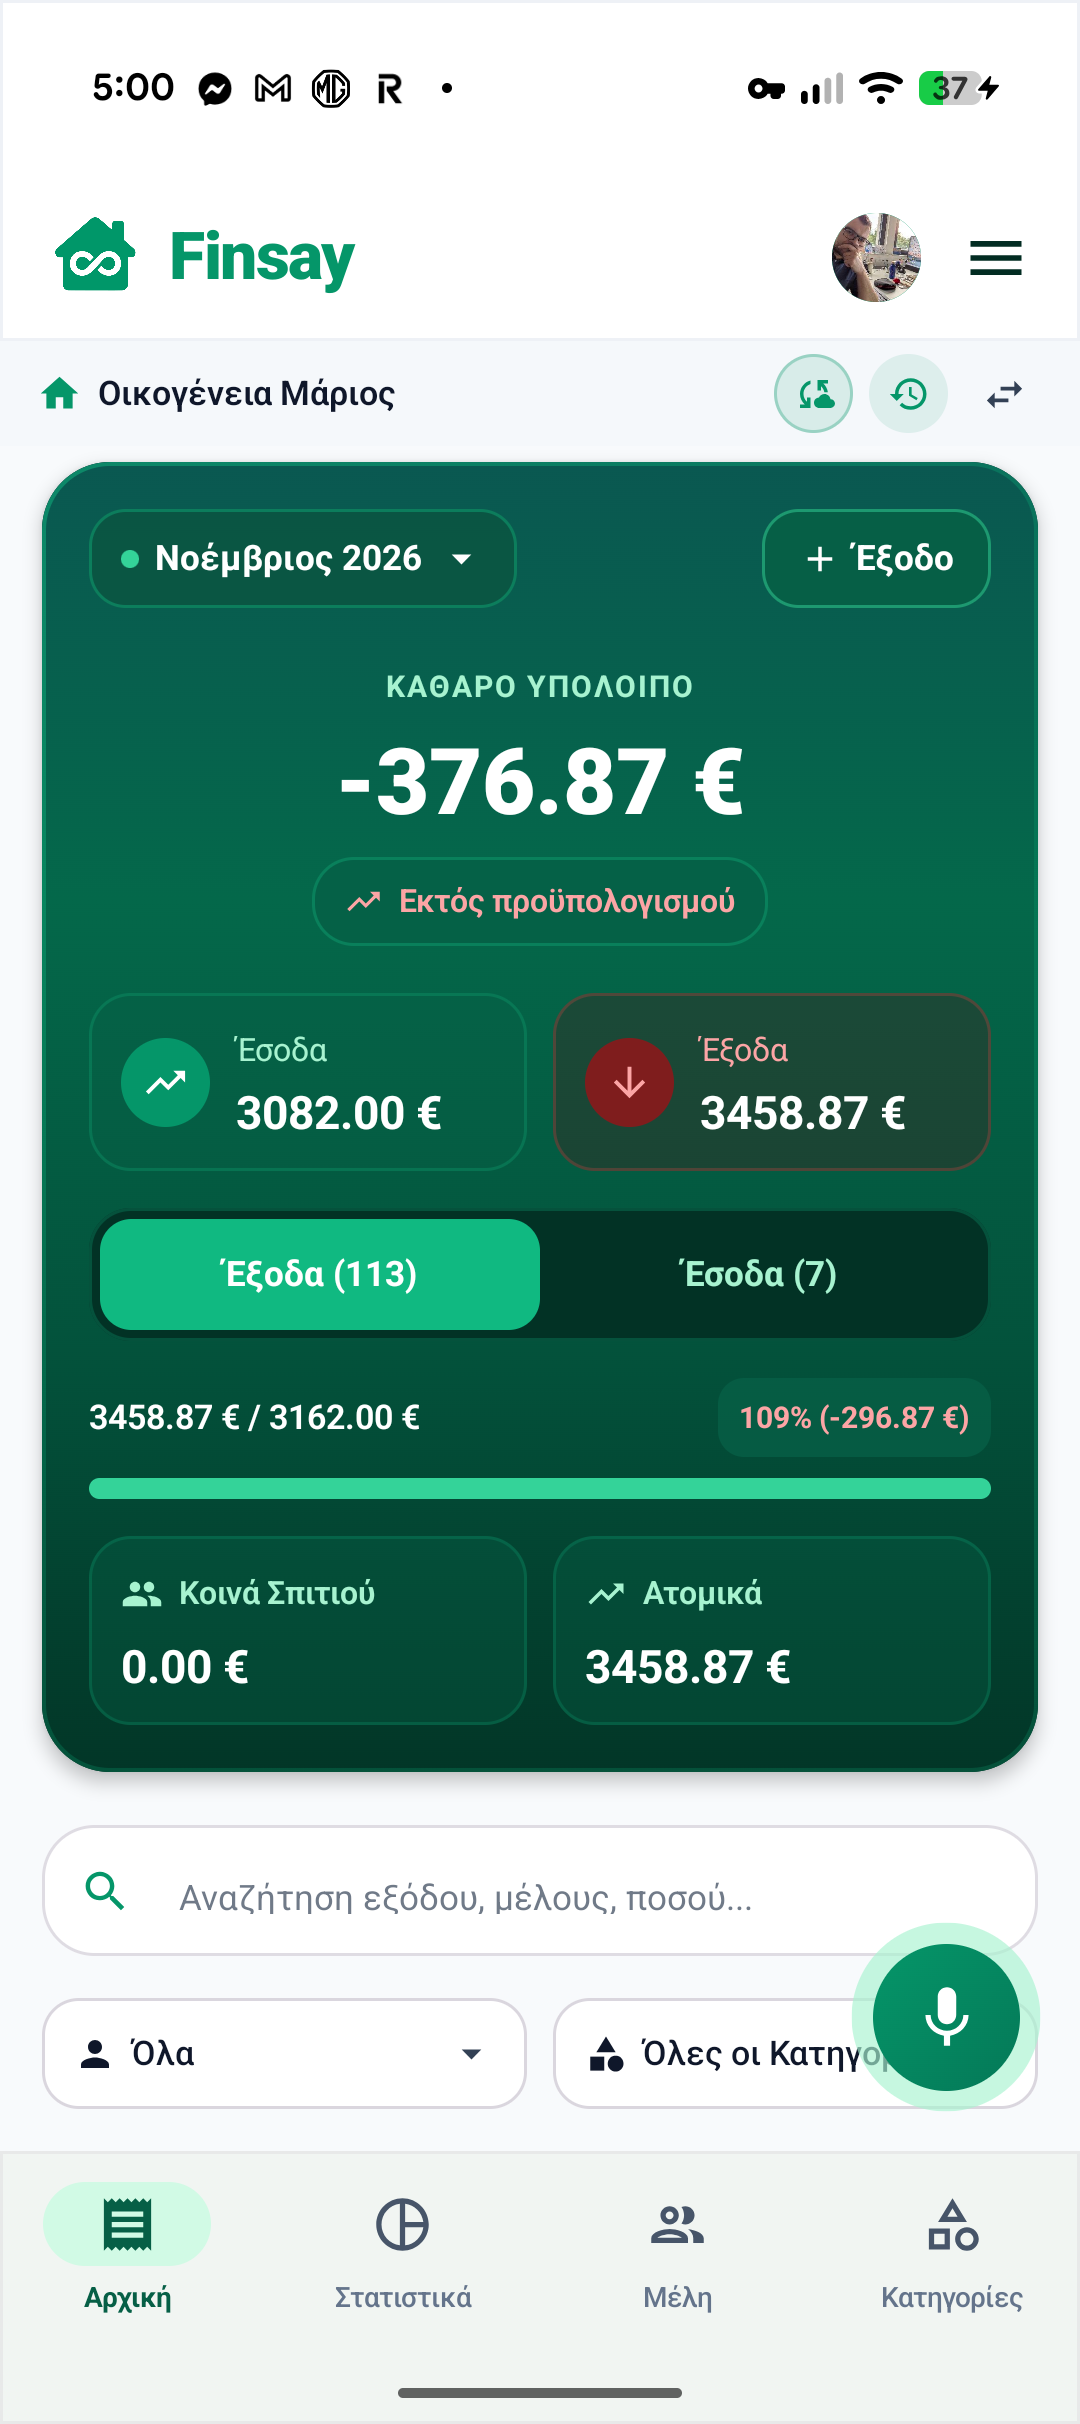 5:00
37
Finsay
Οικογένεια Μάριος
Νοέμβριος 2026
+ Έξοδο
ΚΑΘΑΡΟ ΥΠΟΛΟΙΠΟ
-376.87 €
Εκτός προϋπολογισμού
Έσοδα
3082.00 €
Έξοδα
3458.87 €
Έξοδα (113)
Έσοδα (7)
3458.87 € / 3162.00 €
109% (-296.87 €)
Κοινά Σπιτιού
0.00 €
Ατομικά
3458.87 €
Αναζήτηση εξόδου, μέλους, ποσού...
Όλα
Όλες οι
Αρχική
Στατιστικά
Μέλη
Κατηγορίες